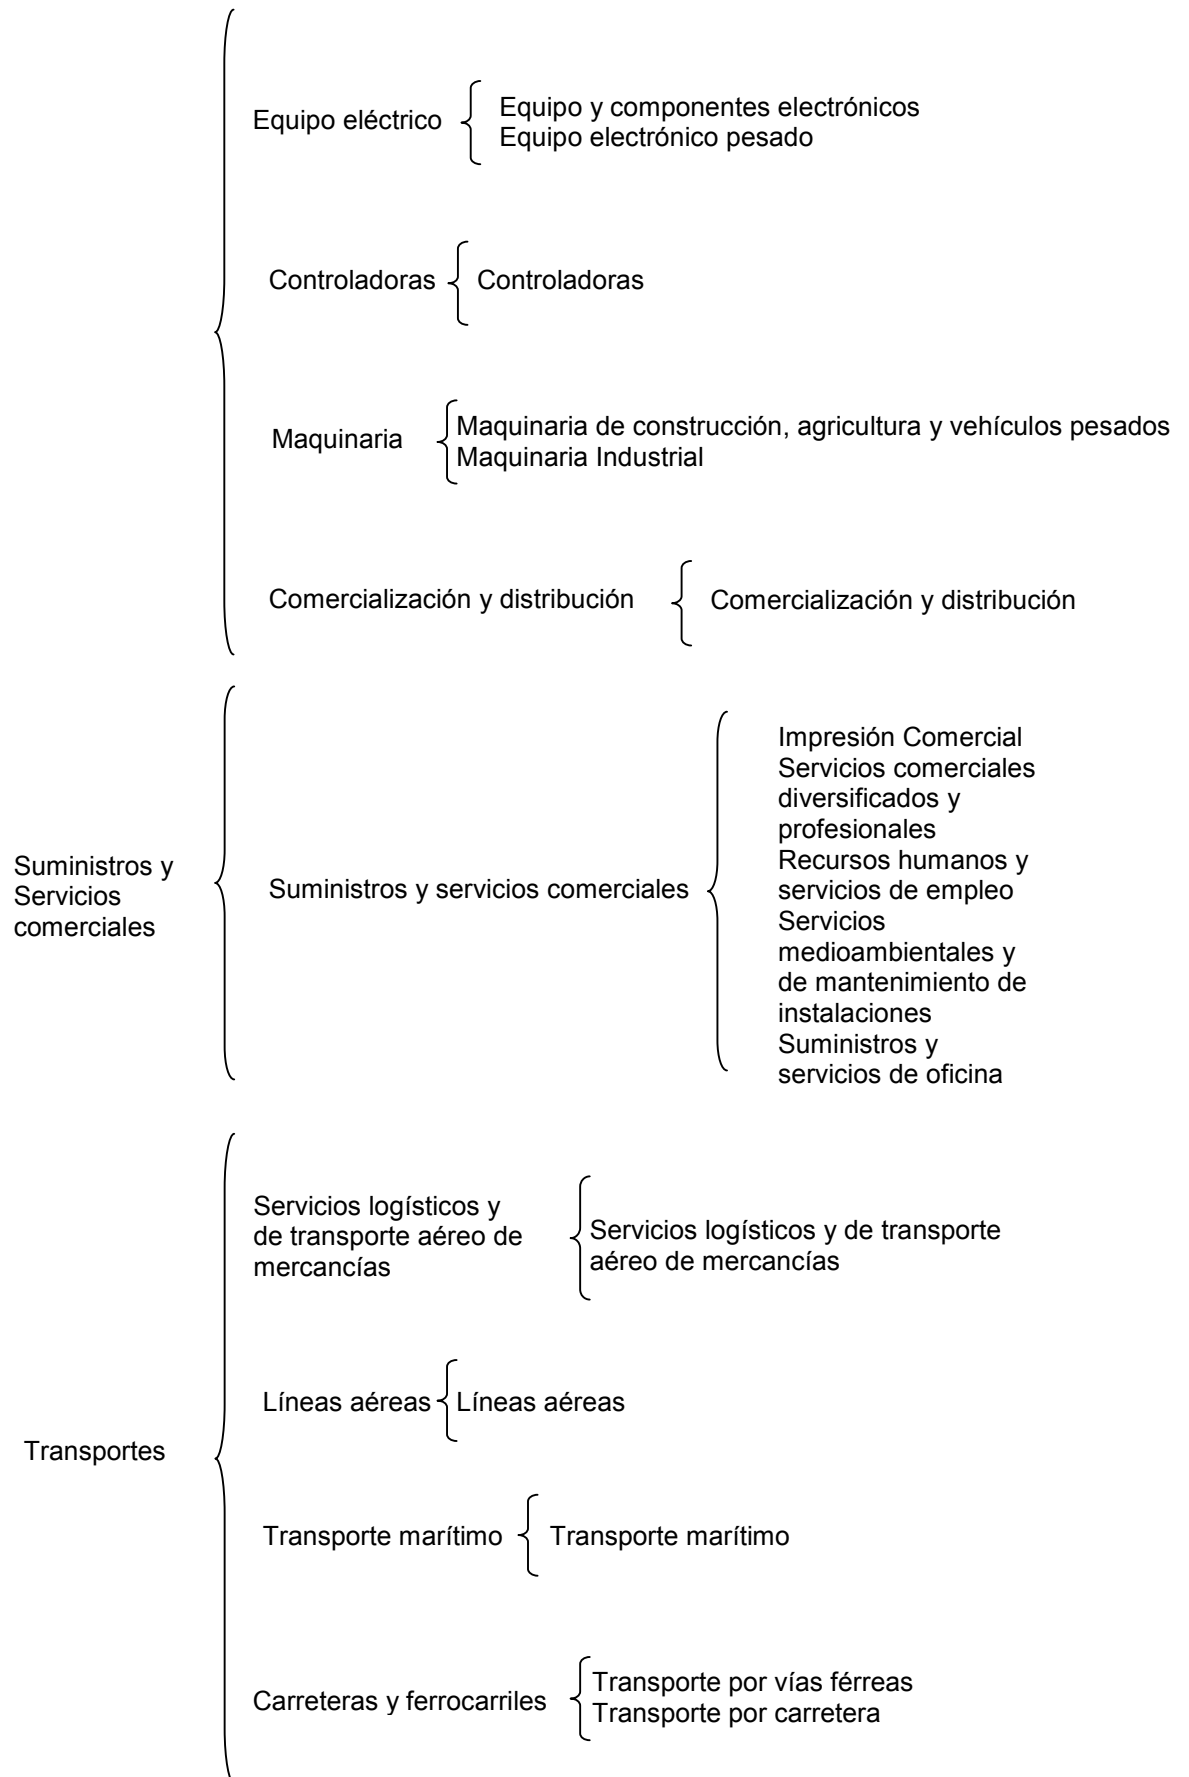 Equipo eléctrico
Equipo y componentes electrónicos
Equipo electrónico pesado
Controladoras
Controladoras
Maquinaria
Maquinaria de construcción, agricultura y vehículos pesados
Maquinaria Industrial
Comercialización y distribución
Comercialización y distribución
Suministros y
Servicios
comerciales
Suministros y servicios comerciales
Impresión Comercial
Servicios comerciales
diversificados y
profesionales
Recursos humanos y
servicios de empleo
Servicios
medioambientales y
de mantenimiento de
instalaciones
Suministros y
servicios de oficina
Transportes
Servicios logísticos y
de transporte aéreo de
mercancías
Servicios logísticos y de transporte
aéreo de mercancías
Líneas aéreas
Líneas aéreas
Transporte marítimo
Transporte marítimo
Carreteras y ferrocarriles
Transporte por vías férreas
Transporte por carretera